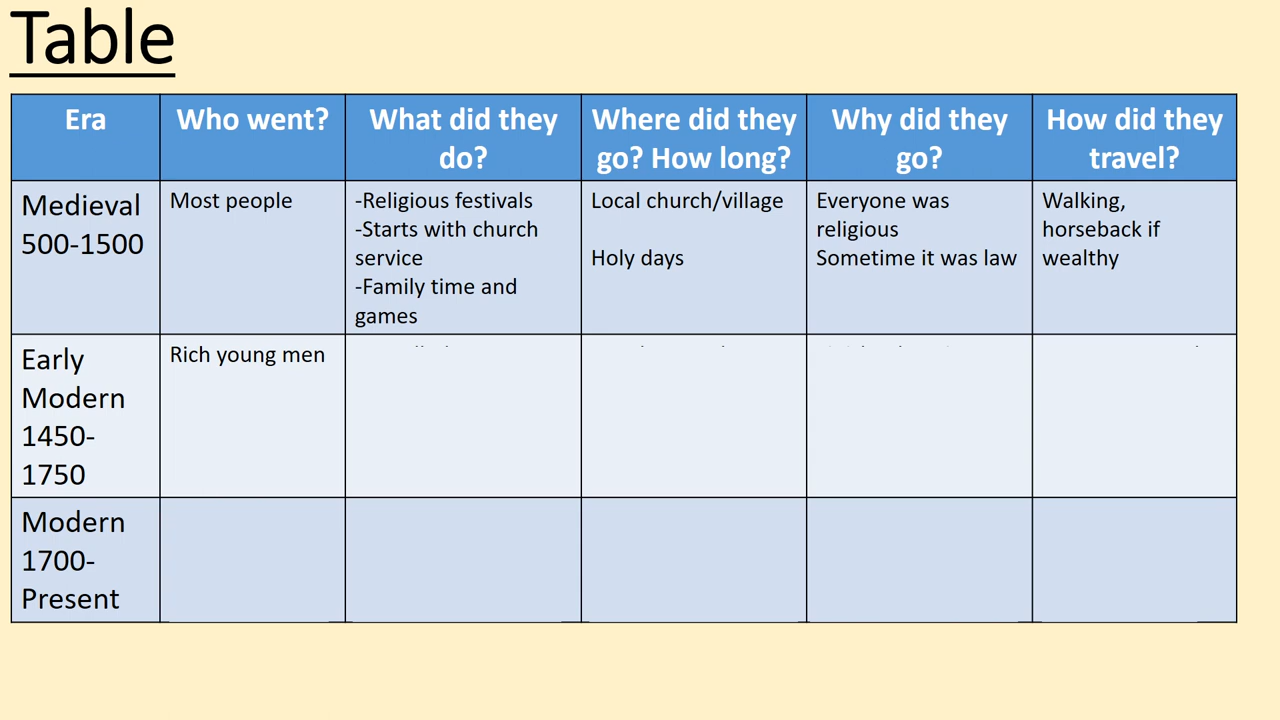 Table
Era
Who went?
What did they
do?
Where did they
go? How long?
Why did they
go?
How did they
travel?
Medieval
500-1500
Most people
-Religious festivals
-Starts with church
service
-Family time and
games
Local church/village
Holy days
Everyone was
religious
Sometime it was law
Walking,
horseback if
wealthy
Early
Modern
1450-
1750
Rich young men
Modern
1700-
Present